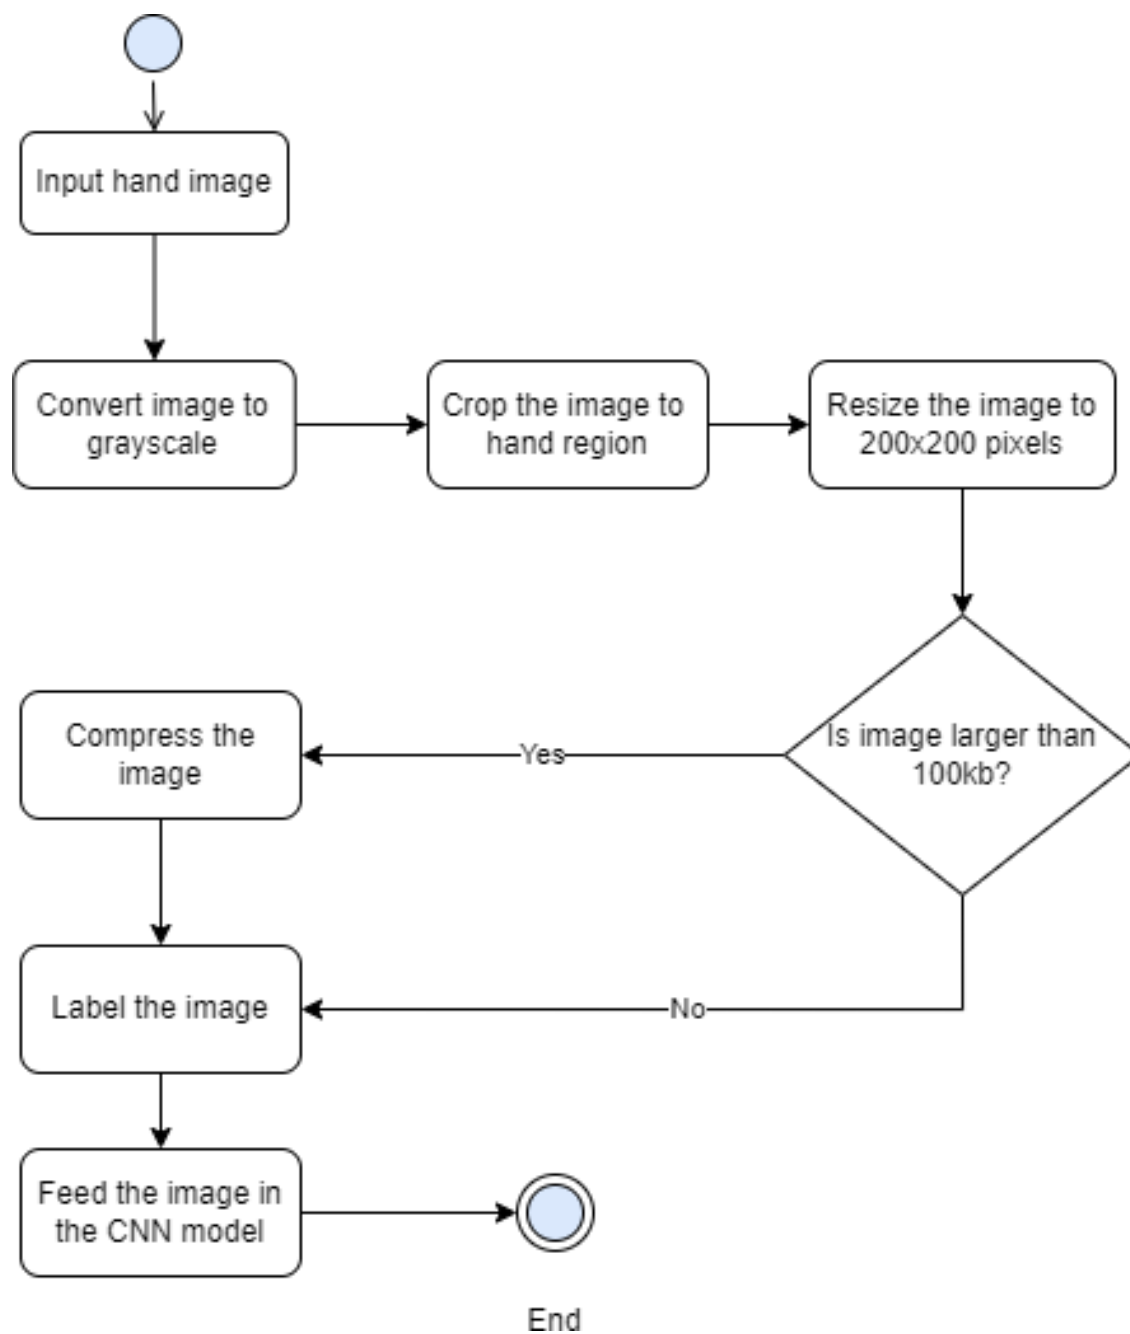 Input hand image
Convert image to
grayscale
Crop the image to
hand region
Resize the image to
200x200 pixels
Is image larger than
100kb?
Yes
Compress the
image
No
Label the image
Feed the image in
the CNN model
End